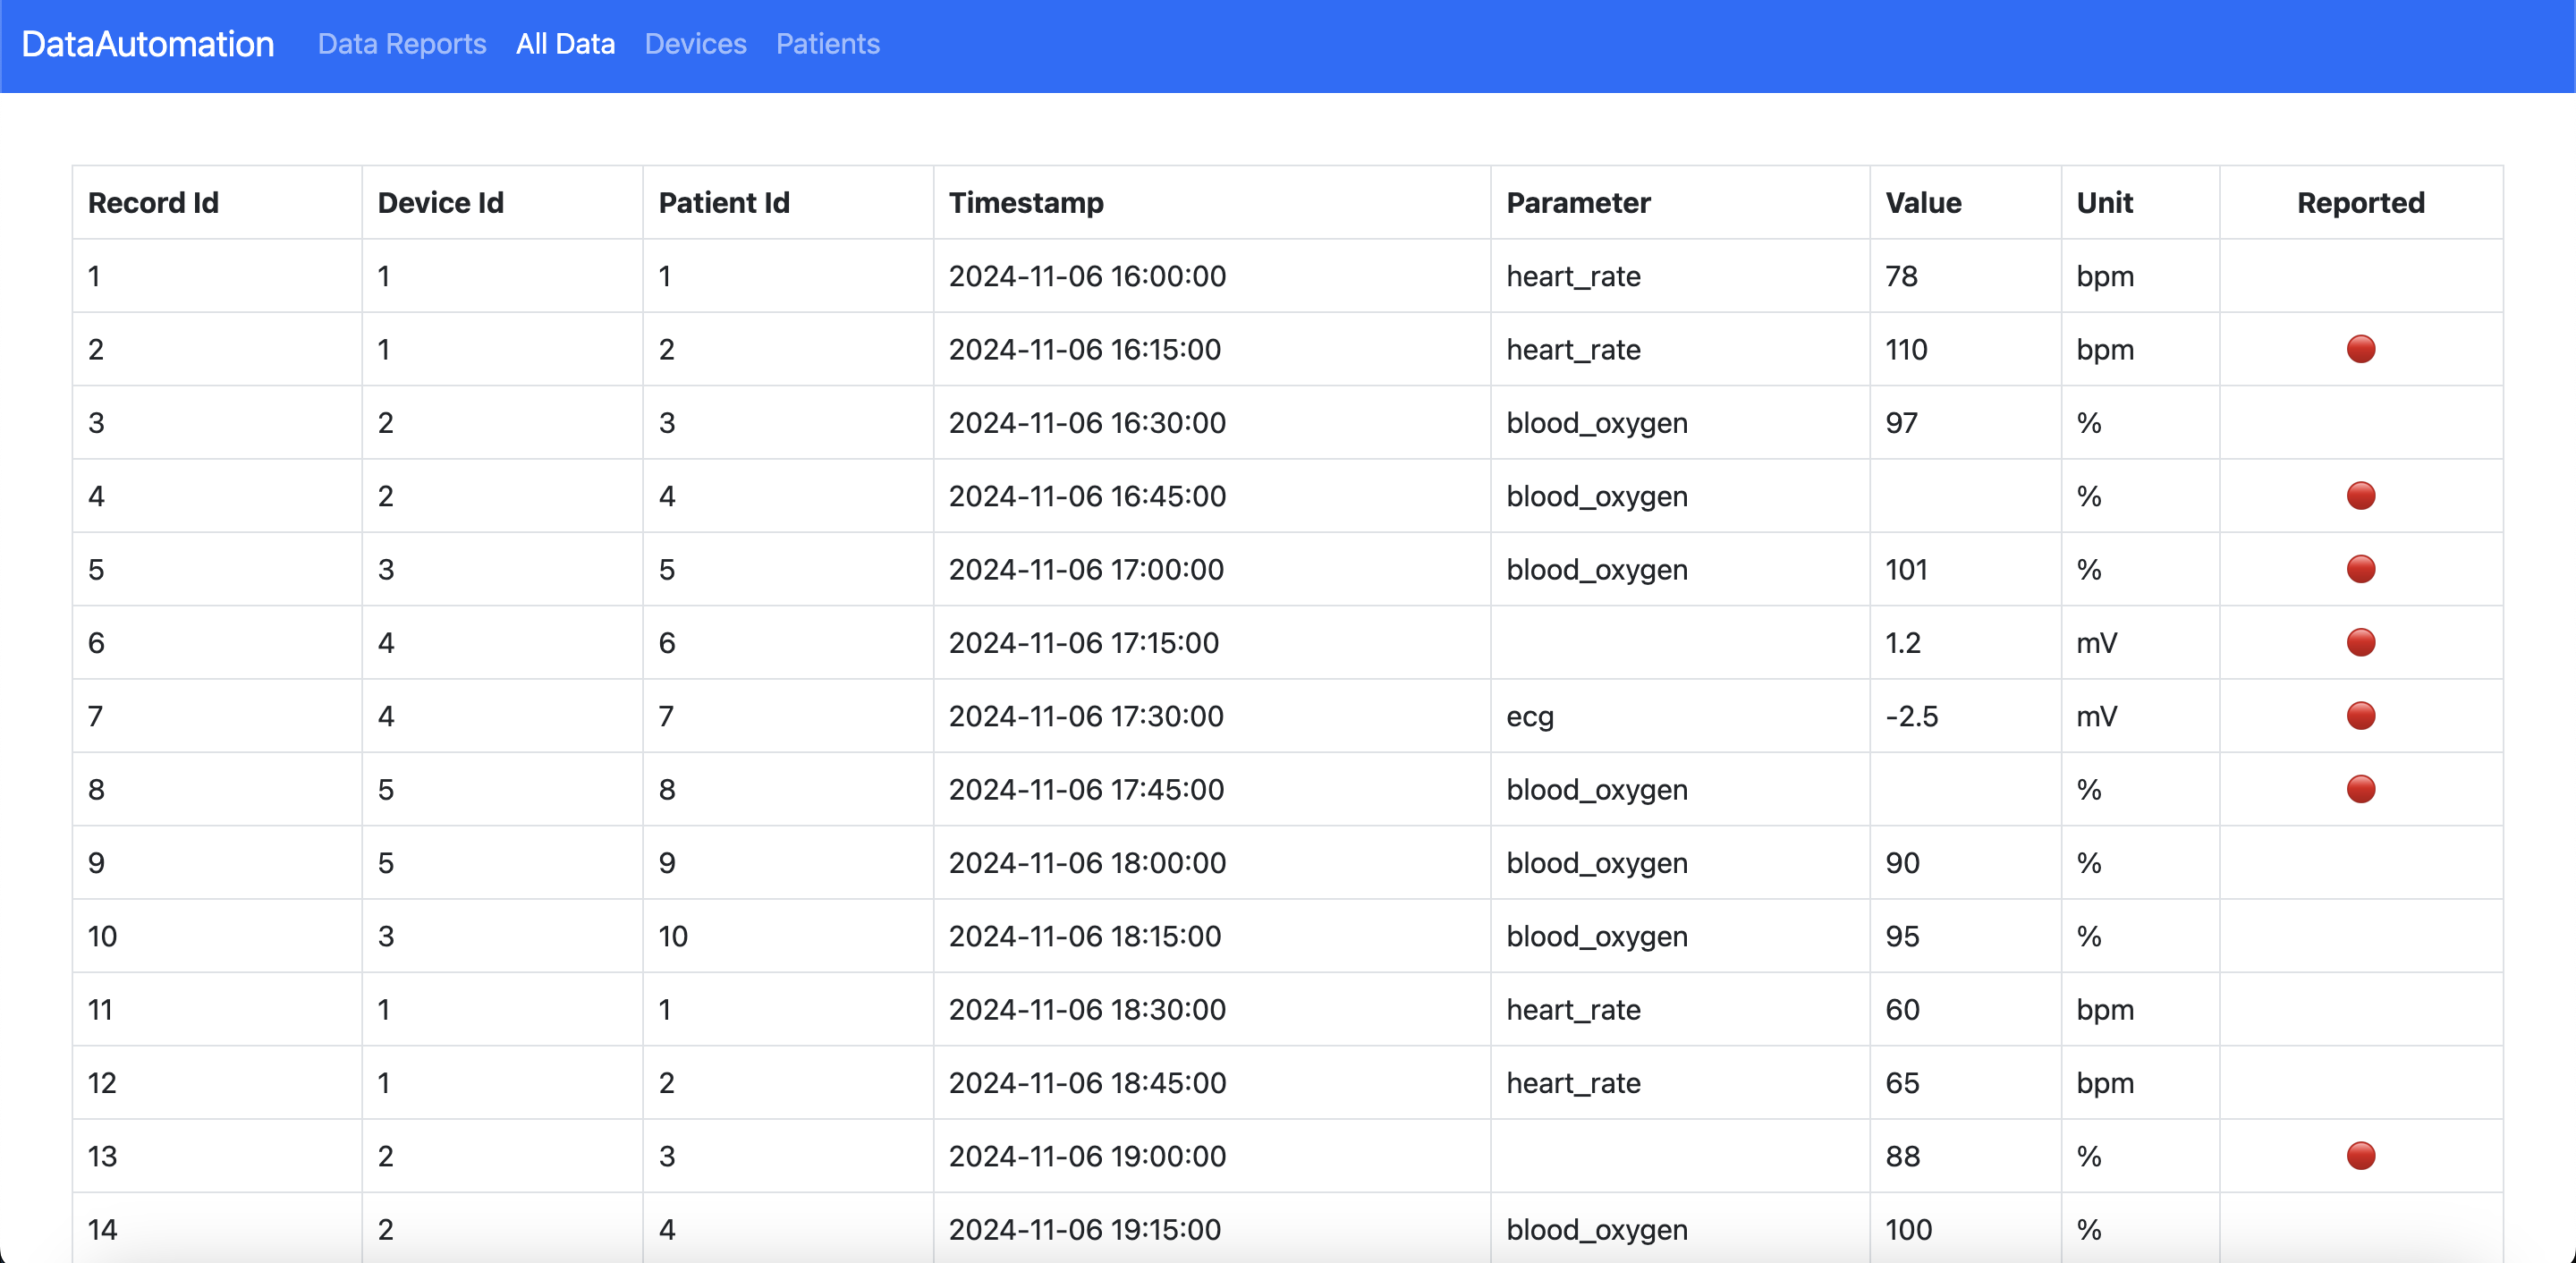 DataAutomation Data Reports All Data Devices Patients
Record Id Device Id Patient Id Timestamp Parameter Value Unit Reported
1 1 1 2024-11-06 16:00:00 heart_rate 78 bpm
2 1 2 2024-11-06 16:15:00 heart_rate 110 bpm
3 2 3 2024-11-06 16:30:00 blood_oxygen 97 %
4 2 4 2024-11-06 16:45:00 blood_oxygen %
5 3 5 2024-11-06 17:00:00 blood_oxygen 101 %
6 4 6 2024-11-06 17:15:00 1.2 mV
7 4 7 2024-11-06 17:30:00 ecg -2.5 mV
8 5 8 2024-11-06 17:45:00 blood_oxygen %
9 5 9 2024-11-06 18:00:00 blood_oxygen 90 %
10 3 10 2024-11-06 18:15:00 blood_oxygen 95 %
11 1 1 2024-11-06 18:30:00 heart_rate 60 bpm
12 1 2 2024-11-06 18:45:00 heart_rate 65 bpm
13 2 3 2024-11-06 19:00:00 88 %
14 2 4 2024-11-06 19:15:00 blood_oxygen 100 %